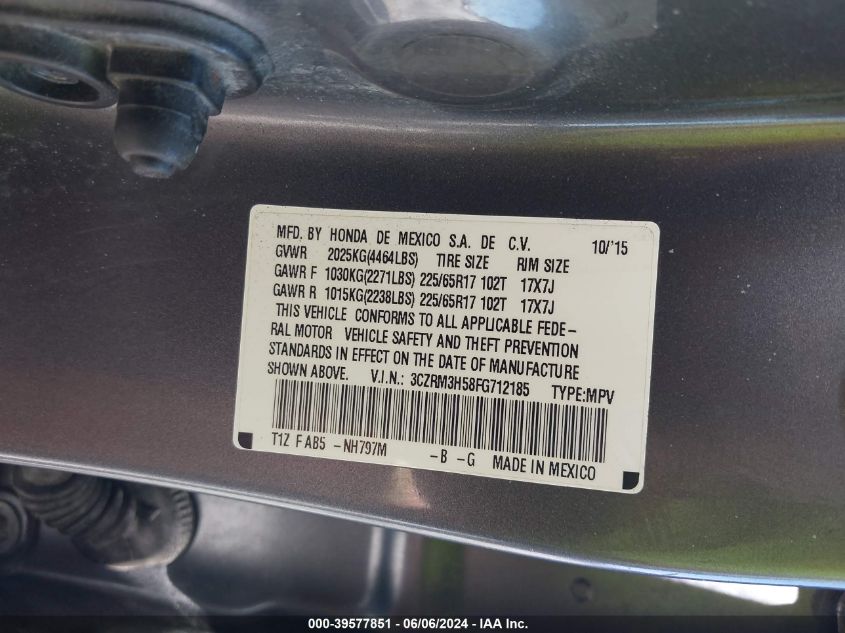 MFD. BY HONDA DE MEXICO S.A. DE C.V. 10/'15
GVWR 2025KG(4464LBS) TIRE SIZE RIM SIZE
GAWR F 1030KG(2271LBS) 225/65R17 102T 17X7J
GAWR R 1015KG(2238LBS) 225/65R17 102T 17X7J
THIS VEHICLE CONFORMS TO ALL APPLICABLE FEDE-
RAL MOTOR VEHICLE SAFETY AND THEFT PREVENTION
STANDARDS IN EFFECT ON THE DATE OF MANUFACTURE
SHOWN ABOVE. V.I.N.: 3CZRM3H58FG712185 TYPE:MPV
T1Z F AB5 -NH797M -B -G MADE IN MEXICO
000-39577851 / 06/06/2024 - IAA Inc.